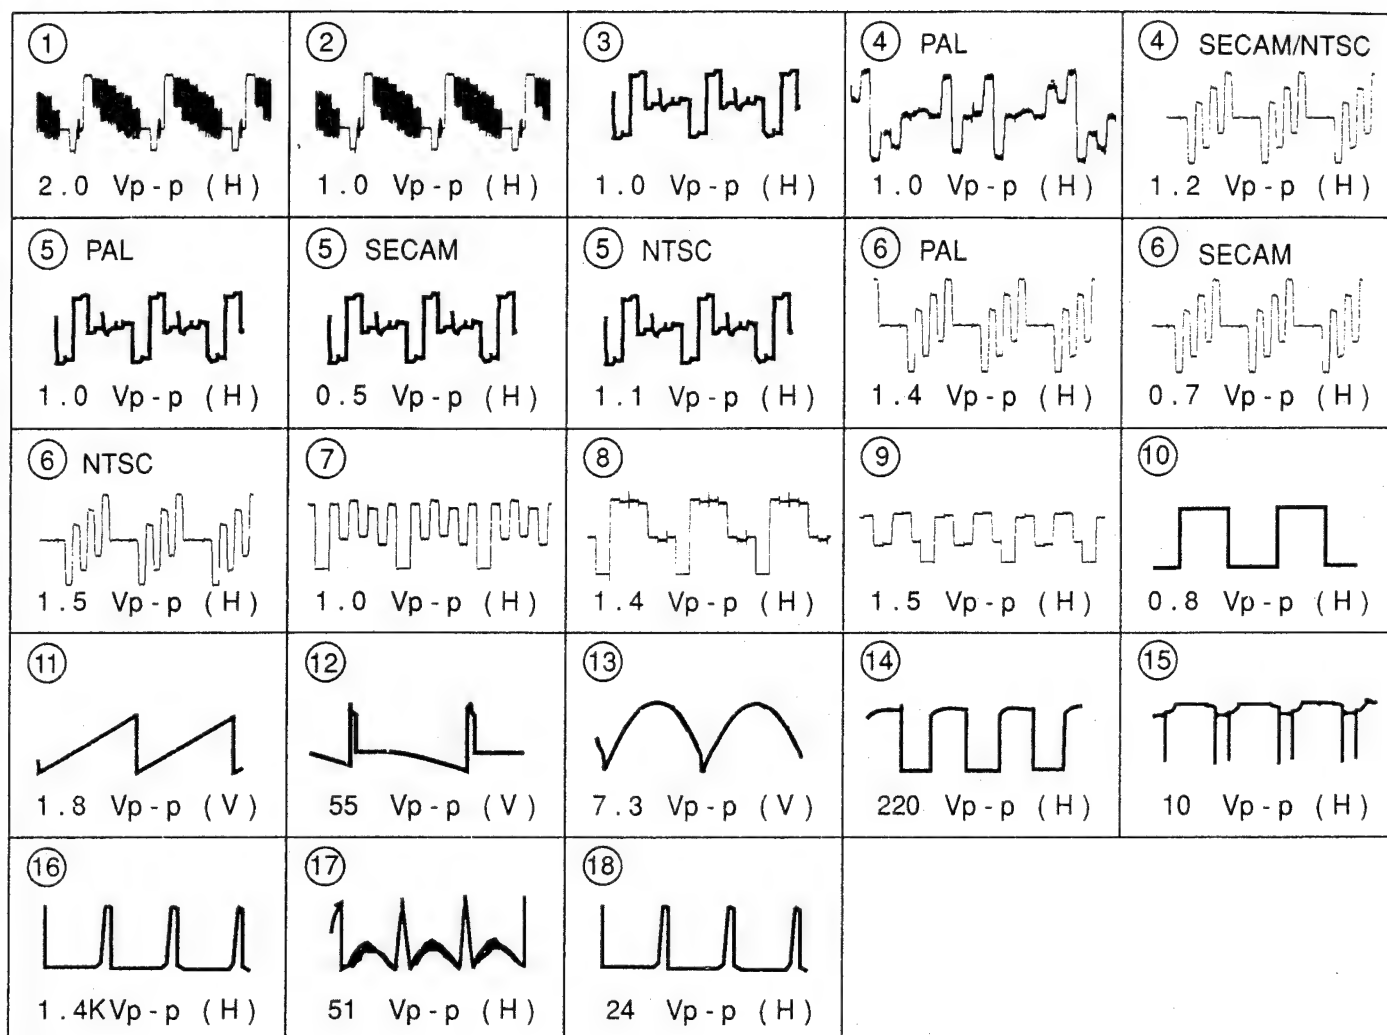 ① ② ③ ④ PAL ④ SECAM/NTSC
2.0 Vp-p (H) 1.0 Vp-p (H) 1.0 Vp-p (H) 1.0 Vp-p (H) 1.2 Vp-p (H)
⑤ PAL ⑤ SECAM ⑤ NTSC ⑥ PAL ⑥ SECAM
1.0 Vp-p (H) 0.5 Vp-p (H) 1.1 Vp-p (H) 1.4 Vp-p (H) 0.7 Vp-p (H)
⑥ NTSC ⑦ ⑧ ⑨ ⑩
1.5 Vp-p (H) 1.0 Vp-p (H) 1.4 Vp-p (H) 1.5 Vp-p (H) 0.8 Vp-p (H)
⑪ ⑫ ⑬ ⑭ ⑮
1.8 Vp-p (V) 55 Vp-p (V) 7.3 Vp-p (V) 220 Vp-p (H) 10 Vp-p (H)
⑯ ⑰ ⑱
1.4KVp-p (H) 51 Vp-p (H) 24 Vp-p (H)